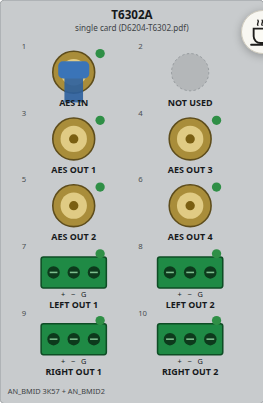 T6302A
single card (D6204-T6302.pdf)
1
2
AES IN
NOT USED
3
4
AES OUT 1
AES OUT 3
5
6
AES OUT 2
AES OUT 4
7
8
+ − G
+ − G
LEFT OUT 1
LEFT OUT 2
9
10
+ − G
+ − G
RIGHT OUT 1
RIGHT OUT 2
AN_BMID 3K57 + AN_BMID2